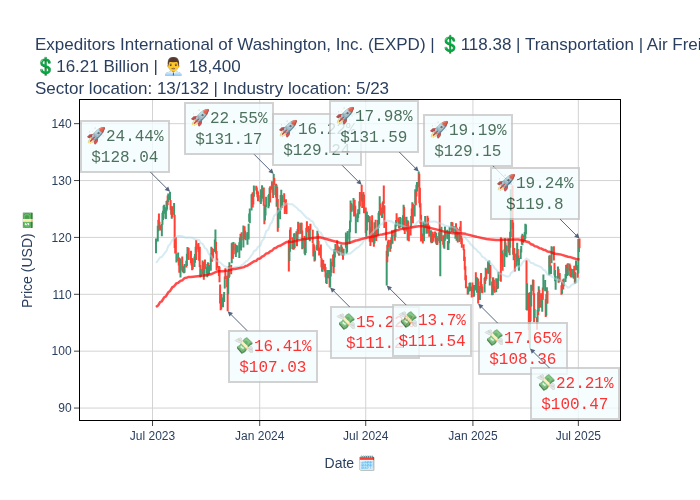 Expeditors International of Washington, Inc. (EXPD) | 💲118.38 | Transportation | Air
💲16.21 Billion | 👨‍💼 18,400
Sector location: 13/132 | Industry location: 5/23
140
130
120
110
100
90
Price (USD) 💵
🚀24.44%
$128.04
🚀22.55%
$131.17
🚀17.98%
$131.59
🚀19.19%
$129.15
🚀19.24%
$119.8
💸16.41%
$107.03
💸13.7%
$111.54
💸17.65%
$108.36
💸22.21%
$100.47
Jul 2023
Jan 2024
Jul 2024
Jan 2025
Jul 2025
Date 🗓️